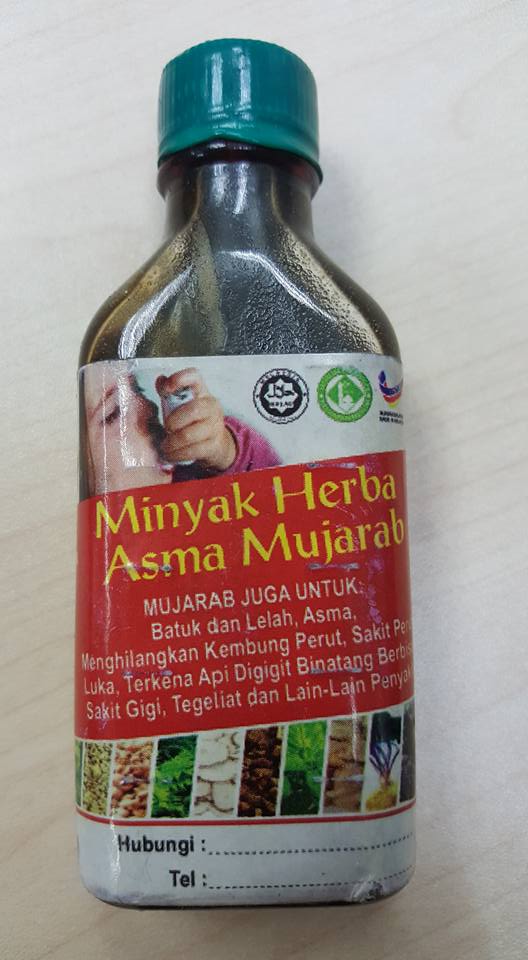 Minyak Herba
Asma Mujarab
MUJARAB JUGA UNTUK:
Batuk dan Lelah, Asma,
Menghilangkan Kembung Perut, Sakit
Luka, Terkena Api Digigit Binatang
Sakit Gigi, Tegeliat dan Lain-Lain
Hubungi :
Tel :